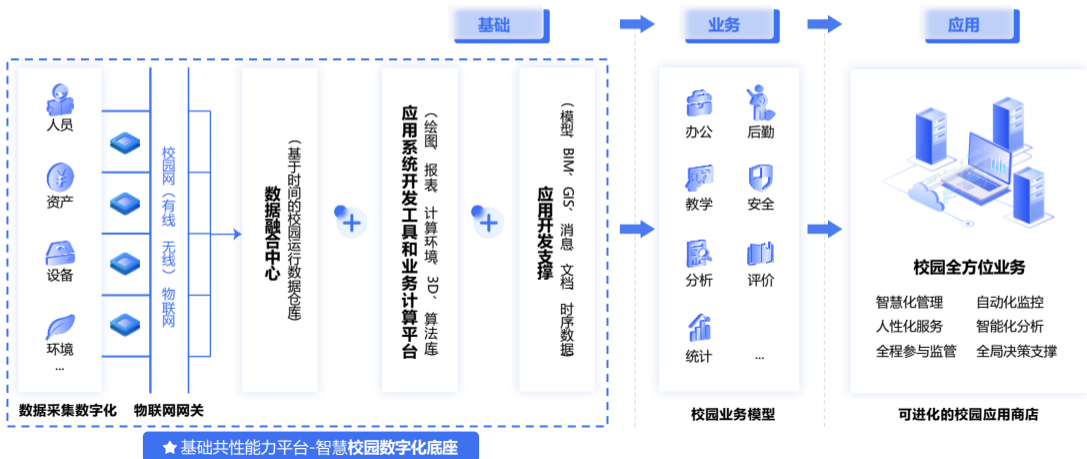 基础
业务
应用
人员
资产
设备
环境
...
数据采集数字化
校园网（有线 无线） 物联网
物联网网关
（基于时间的校园运行数据仓库）
数据融合中心
（绘图、报表、计算环境、3D、算法库）
应用系统开发工具和业务计算平台
（模型、BIM、GIS、消息、文档、时序数据）
应用开发支撑
办公 后勤
教学 安全
分析 评价
统计 ...
校园业务模型
校园全方位业务
智慧化管理 自动化监控
人性化服务 智能化分析
全程参与监管 全局决策支撑
可进化的校园应用商店
基础共性能力平台-智慧校园数字化底座